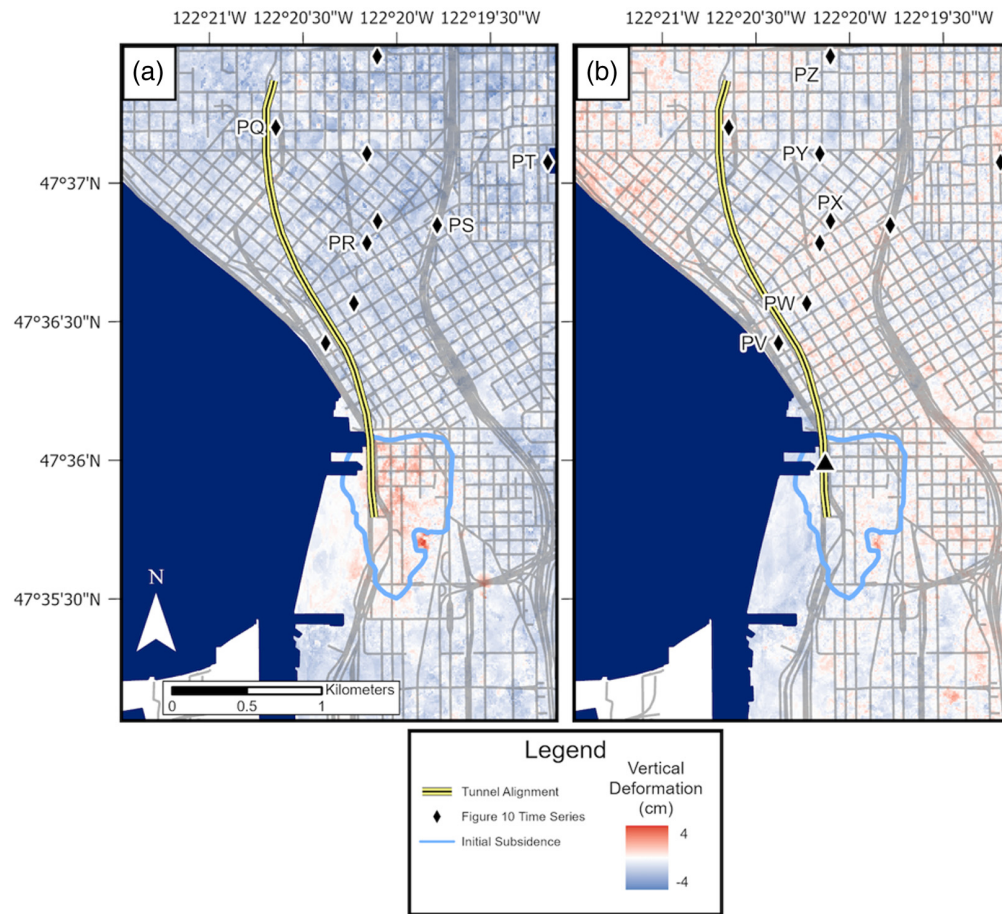 122°21'W 122°20'30"W 122°20'W 122°19'30"W 122°21'W 122°20'30"W 122°20'W 122°19'30"W
(a) (b)
PZ
PQ
PY
PT
47°37'N
PX
PR PS
47°36'30"N
PW
PV
47°36'N
47°35'30"N
N
Kilometers
0 0.5 1
Legend
Vertical
Deformation
(cm)
Tunnel Alignment
Figure 10 Time Series
Initial Subsidence
4
-4